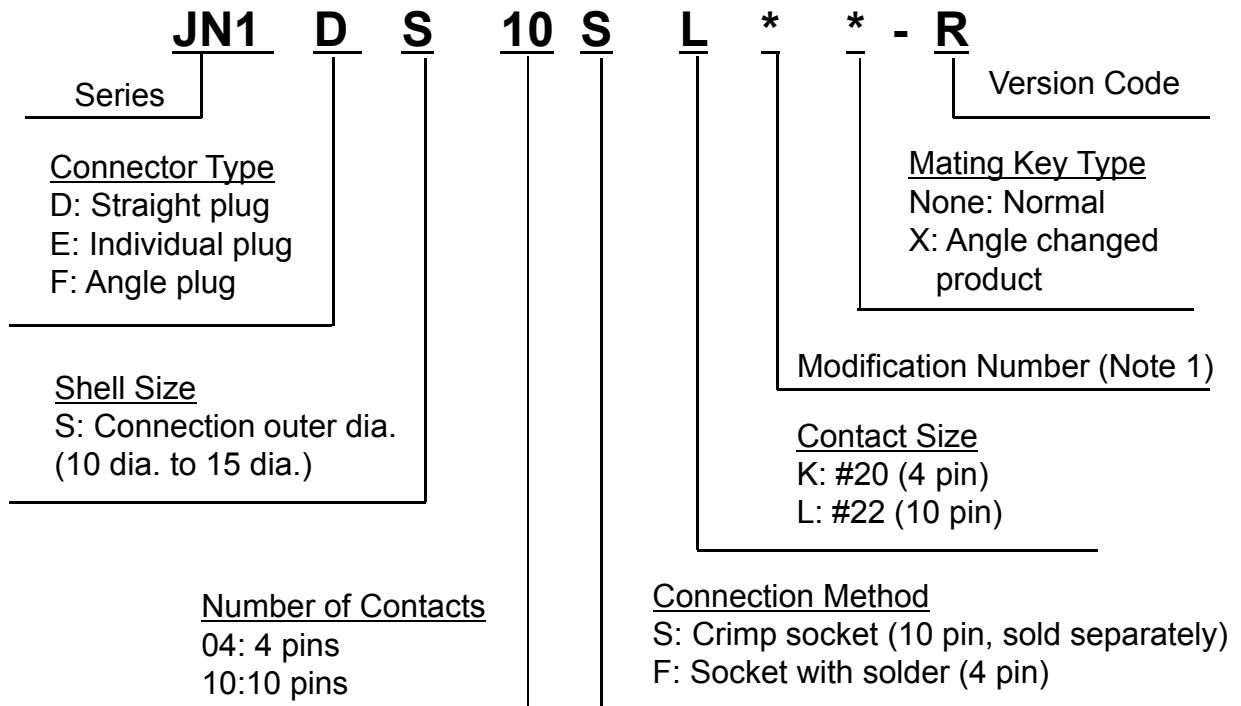 JN1 D S 10 S L * * - R
Series
Version Code
Connector Type
D: Straight plug
E: Individual plug
F: Angle plug
Mating Key Type
None: Normal
X: Angle changed
product
Shell Size
S: Connection outer dia.
(10 dia. to 15 dia.)
Modification Number (Note 1)
Contact Size
K: #20 (4 pin)
L: #22 (10 pin)
Number of Contacts
04: 4 pins
10:10 pins
Connection Method
S: Crimp socket (10 pin, sold separately)
F: Socket with solder (4 pin)